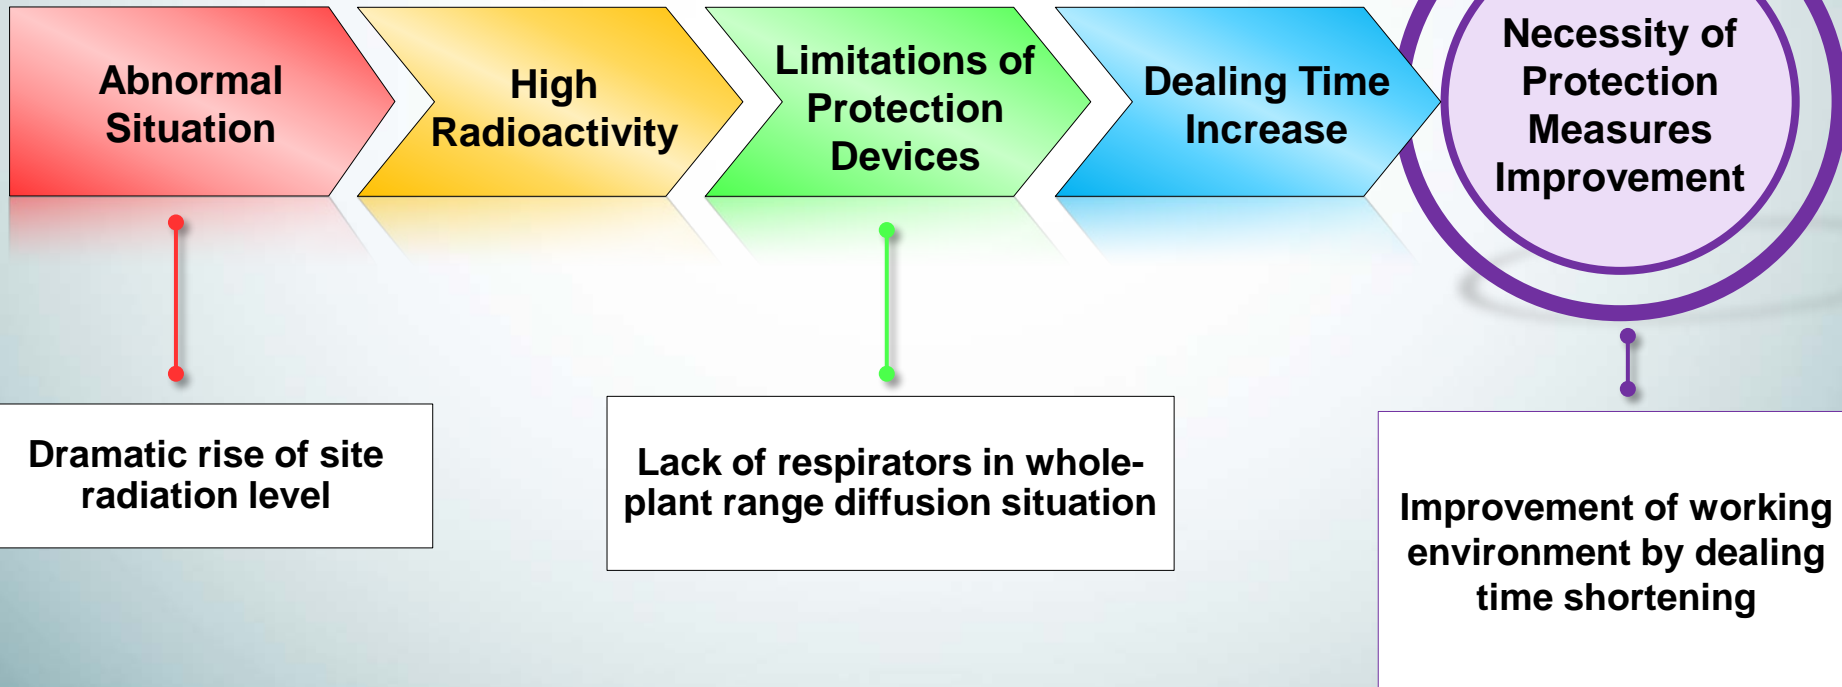 Abnormal
Situation
High
Radioactivity
Limitations of
Protection
Devices
Dealing Time
Increase
Necessity of
Protection
Measures
Improvement
Dramatic rise of site
radiation level
Lack of respirators in whole-
plant range diffusion situation
Improvement of working
environment by dealing
time shortening